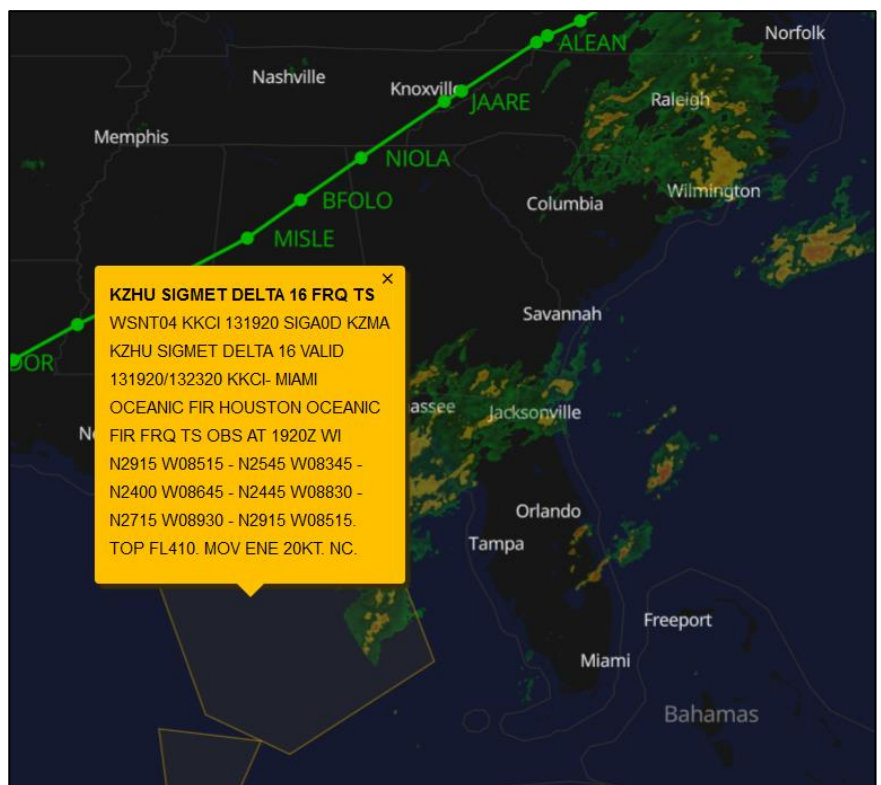 Norfolk
ALEAN
Nashville
Knoxville
JAARE
Raleigh
Memphis
NIOLA
Wilmington
BFOLO
Columbia
MISLE
×
KZHU SIGMET DELTA 16 FRQ TS
WSNT04 KKCI 131920 SIGA0D KZMA
KZHU SIGMET DELTA 16 VALID
131920/132320 KKCI- MIAMI
OCEANIC FIR HOUSTON OCEANIC
FIR FRQ TS OBS AT 1920Z WI
N2915 W08515 - N2545 W08345 -
N2400 W08645 - N2445 W08830 -
N2715 W08930 - N2915 W08515.
TOP FL410. MOV ENE 20KT. NC.
Savannah
DOR
assee
Jacksonville
Ne
Orlando
Tampa
Freeport
Miami
Bahamas